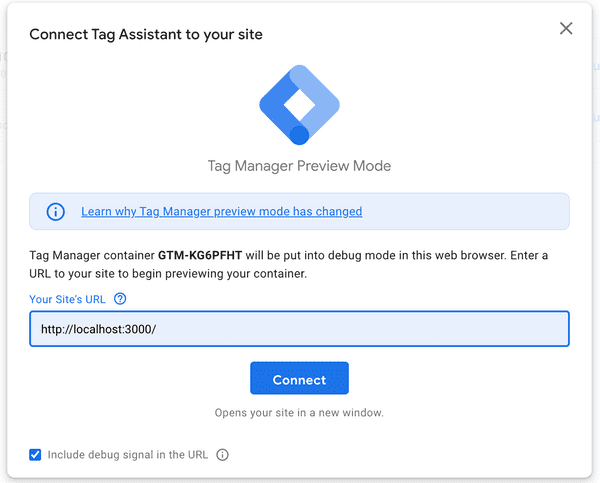 Connect Tag Assistant to your site
Tag Manager Preview Mode
Learn why Tag Manager preview mode has changed
Tag Manager container GTM-KG6PFHT will be put into debug mode in this web browser. Enter a
URL to your site to begin previewing your container.
Your Site's URL
http://localhost:3000/
Connect
Opens your site in a new window.
Include debug signal in the URL